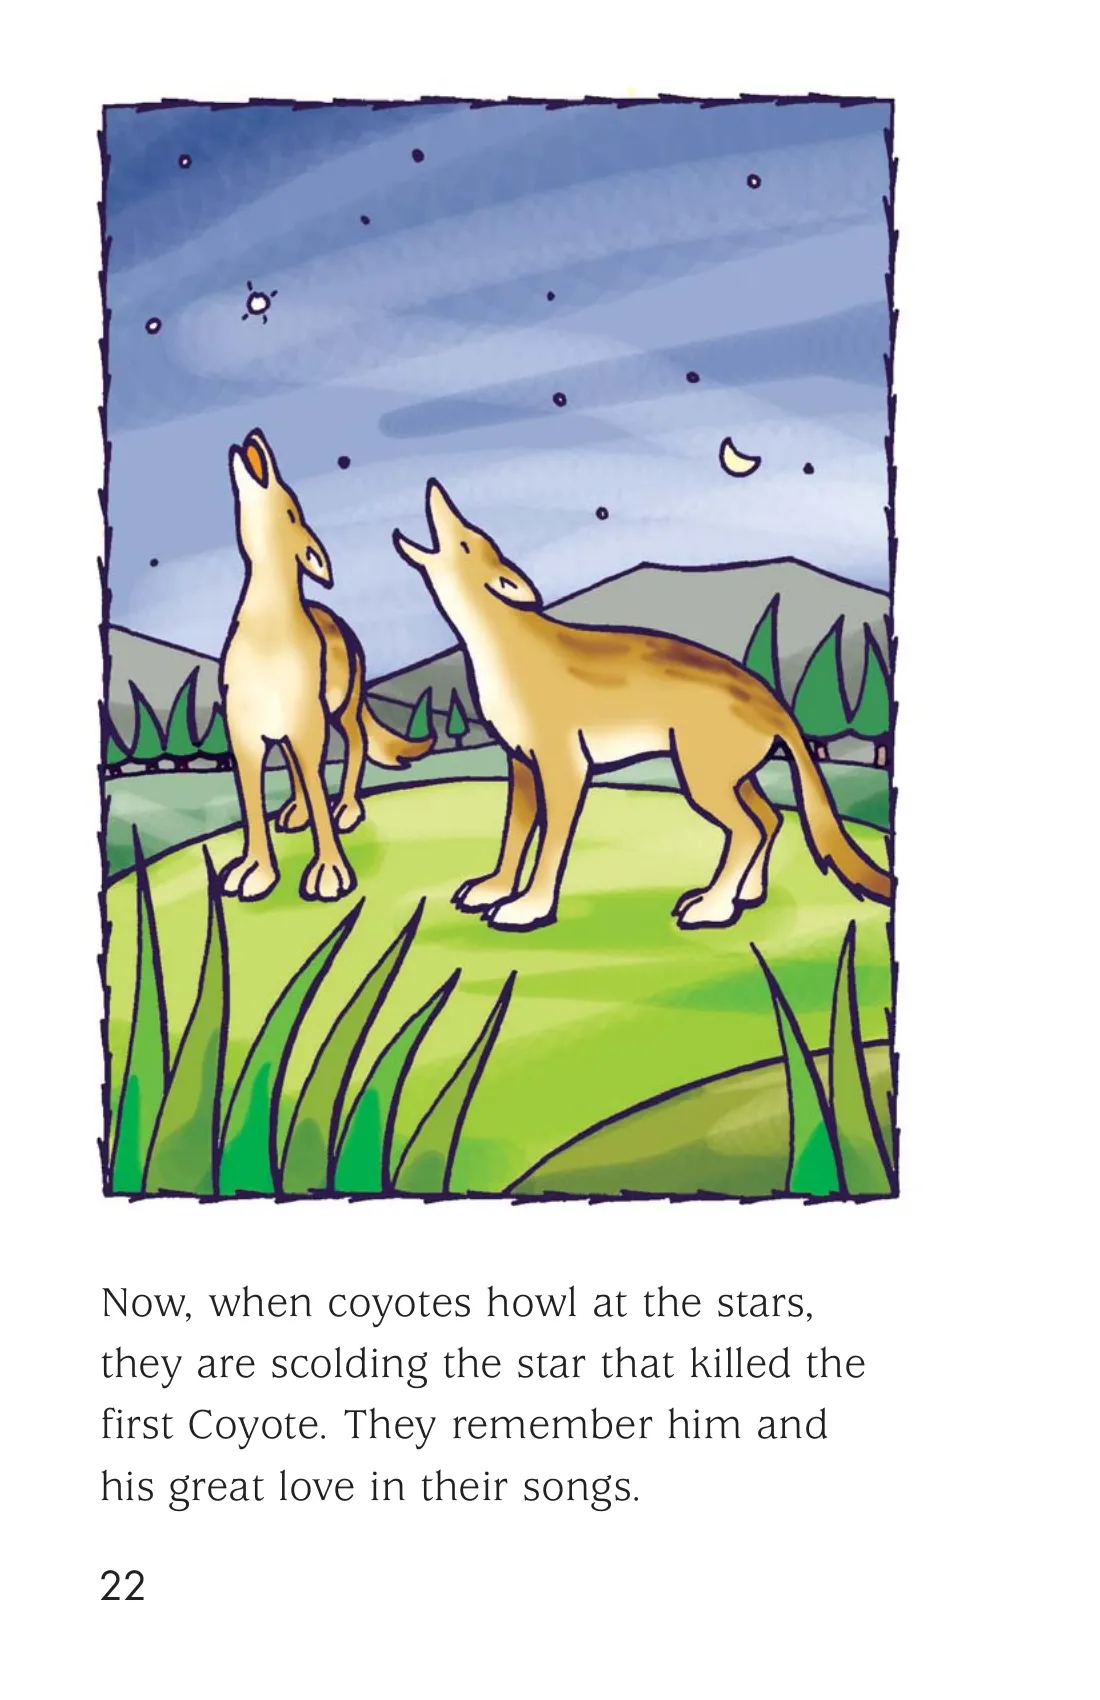 Now, when coyotes howl at the stars,
they are scolding the star that killed the
first Coyote. They remember him and
his great love in their songs.
22